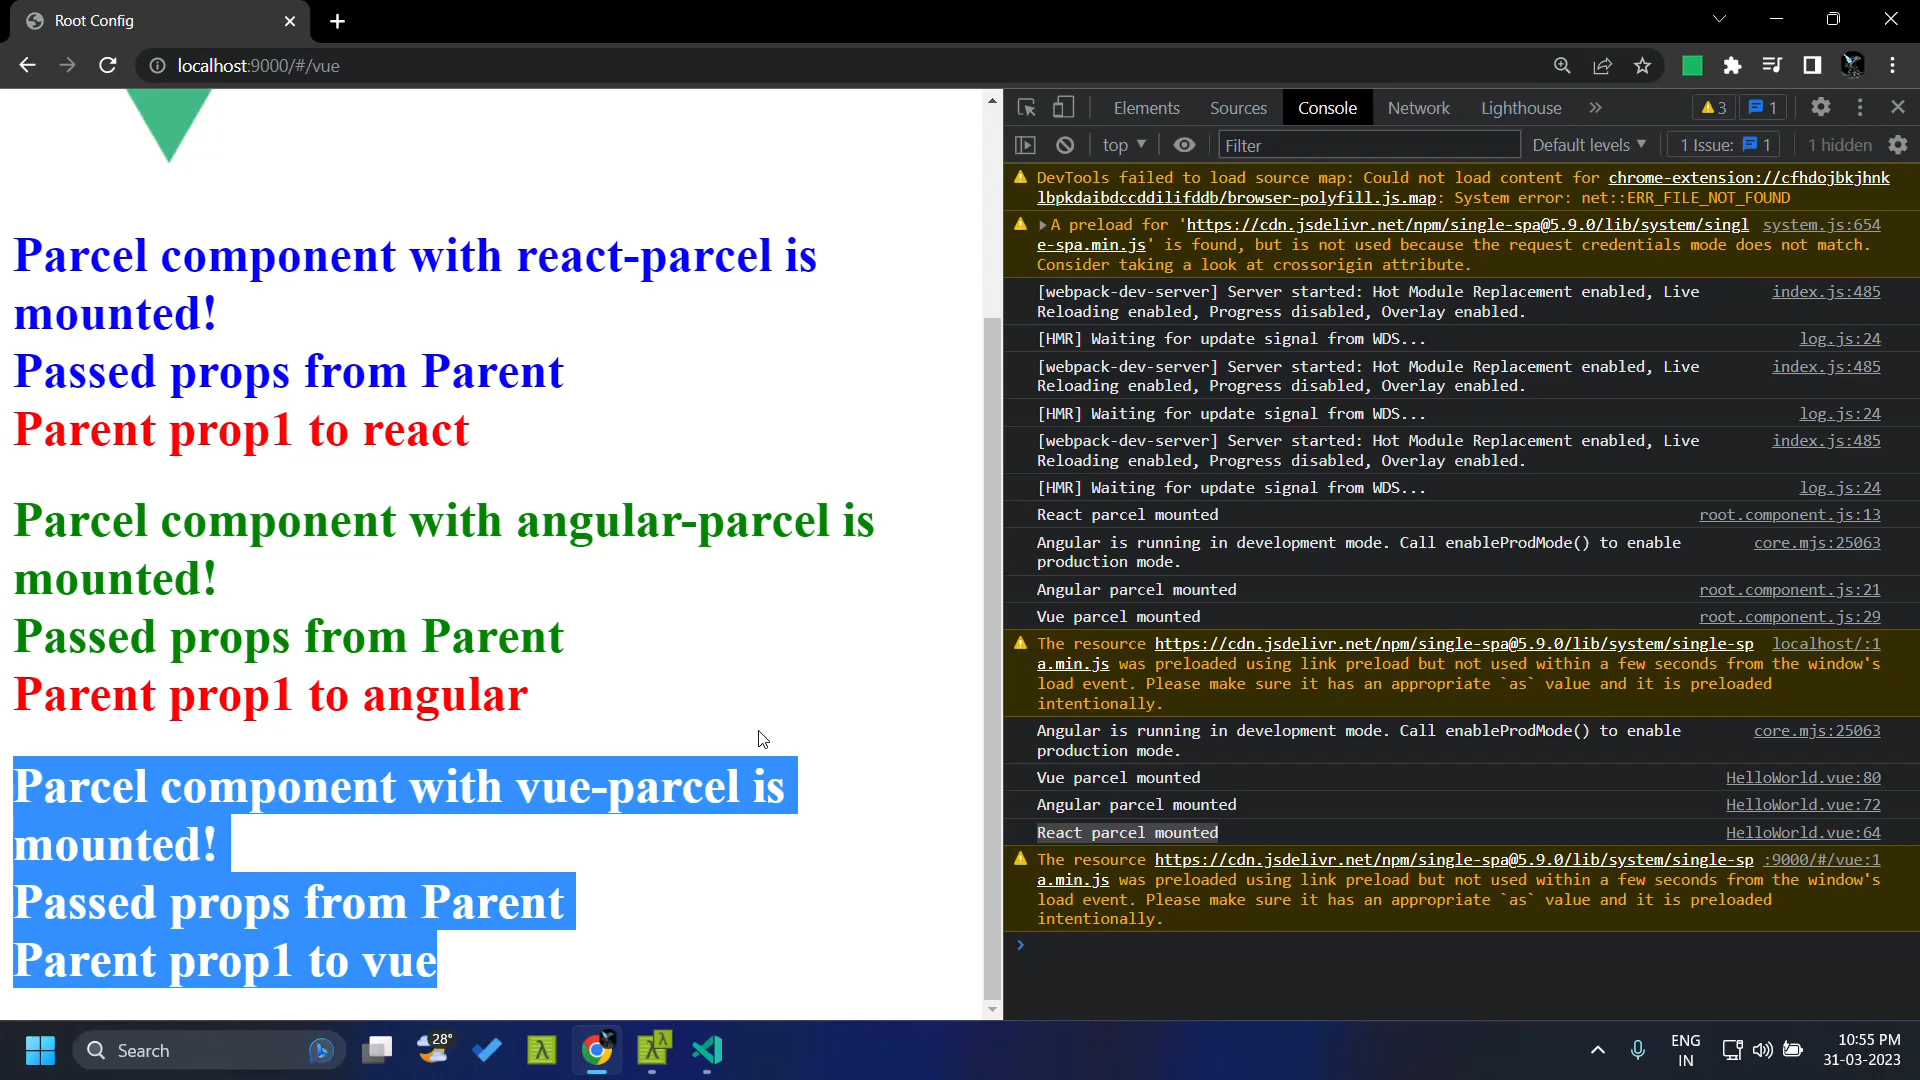 Root Config
localhost:9000/#/vue
Parcel component with react-parcel is
mounted!
Passed props from Parent
Parent prop1 to react
Parcel component with angular-parcel is
mounted!
Passed props from Parent
Parent prop1 to angular
Parcel component with vue-parcel is
mounted!
Passed props from Parent
Parent prop1 to vue
Elements Sources Console Network Lighthouse » 3 1
top Filter Default levels 1 Issue: 1 1 hidden
DevTools failed to load source map: Could not load content for chrome-extension://cfhdojbkjhnk
lbpkdaibdccddilifddb/browser-polyfill.js.map: System error: net::ERR_FILE_NOT_FOUND
A preload for 'https://cdn.jsdelivr.net/npm/single-spa@5.9.0/lib/system/singl system.js:654
e-spa.min.js' is found, but is not used because the request credentials mode does not match.
Consider taking a look at crossorigin attribute.
[webpack-dev-server] Server started: Hot Module Replacement enabled, Live index.js:485
Reloading enabled, Progress disabled, Overlay enabled.
[HMR] Waiting for update signal from WDS... log.js:24
[webpack-dev-server] Server started: Hot Module Replacement enabled, Live index.js:485
Reloading enabled, Progress disabled, Overlay enabled.
[HMR] Waiting for update signal from WDS... log.js:24
[webpack-dev-server] Server started: Hot Module Replacement enabled, Live index.js:485
Reloading enabled, Progress disabled, Overlay enabled.
[HMR] Waiting for update signal from WDS... log.js:24
React parcel mounted root.component.js:13
Angular is running in development mode. Call enableProdMode() to enable core.mjs:25063
production mode.
Angular parcel mounted root.component.js:21
Vue parcel mounted root.component.js:29
The resource https://cdn.jsdelivr.net/npm/single-spa@5.9.0/lib/system/single-sp localhost/:1
a.min.js was preloaded using link preload but not used within a few seconds from the window's
load event. Please make sure it has an appropriate `as` value and it is preloaded
intentionally.
Angular is running in development mode. Call enableProdMode() to enable core.mjs:25063
production mode.
Vue parcel mounted HelloWorld.vue:80
Angular parcel mounted HelloWorld.vue:72
React parcel mounted HelloWorld.vue:64
The resource https://cdn.jsdelivr.net/npm/single-spa@5.9.0/lib/system/single-sp :9000/#/vue:1
a.min.js was preloaded using link preload but not used within a few seconds from the window's
load event. Please make sure it has an appropriate `as` value and it is preloaded
intentionally.
Search 28° ENG 10:55 PM
IN 31-03-2023